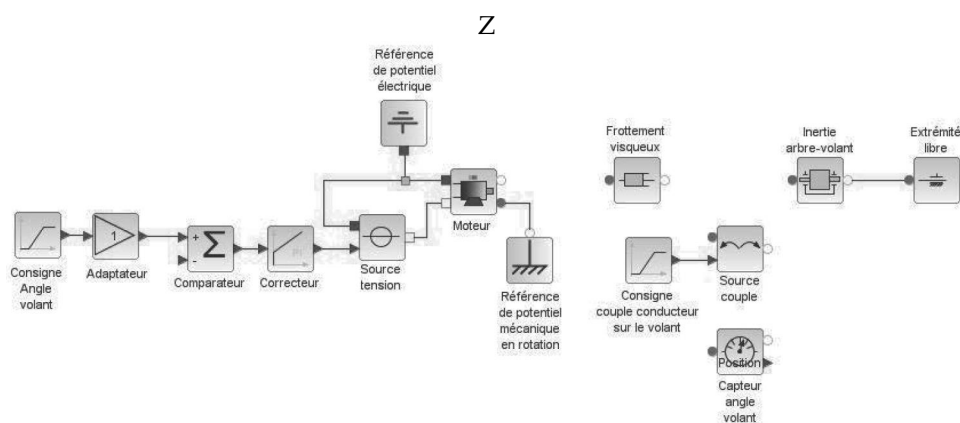 Z
Référence
de potentiel
électrique
Frottement
visqueux
Inertie
arbre-volant
Extrémité
libre
Moteur
1
+
-
Σ
PI
Consigne
Angle
volant
Adaptateur
Comparateur
Correcteur
Source
tension
Référence
de potentiel
mécanique
en rotation
Consigne
couple conducteur
sur le volant
Source
couple
Position
Capteur
angle
volant